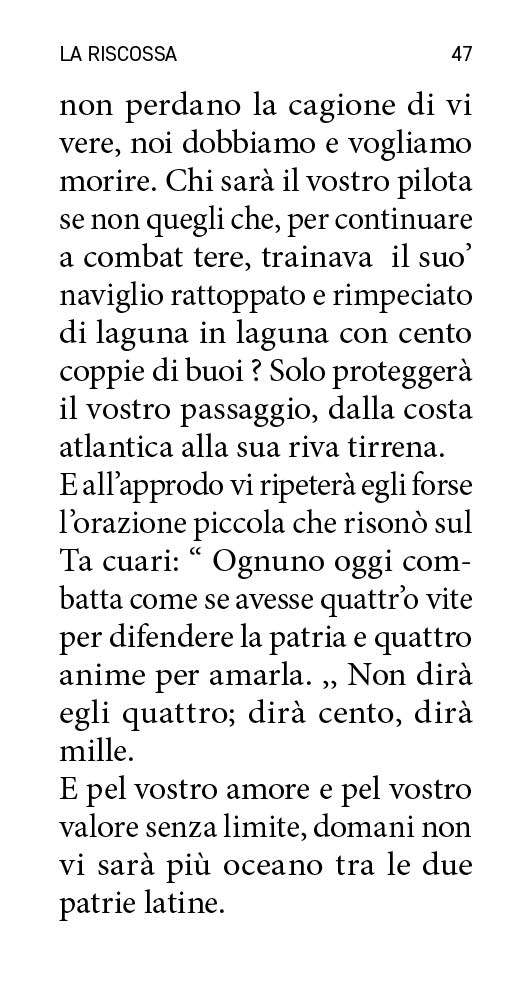 LA RISCOSSA 47
non perdano la cagione di vi
vere, noi dobbiamo e vogliamo
morire. Chi sarà il vostro pilota
se non quegli che, per continuare
a combat tere, trainava  il suo’
naviglio rattoppato e rimpeciato
di laguna in laguna con cento
coppie di buoi ? Solo proteggerà
il vostro passaggio, dalla costa
atlantica alla sua riva tirrena.
E all’approdo vi ripeterà egli forse
l’orazione piccola che risonò sul
Ta cuari: “ Ognuno oggi com-
batta come se avesse quattr’o vite
per difendere la patria e quattro
anime per amarla. ,, Non dirà
egli quattro; dirà cento, dirà
mille.
E pel vostro amore e pel vostro
valore senza limite, domani non
vi sarà più oceano tra le due
patrie latine.